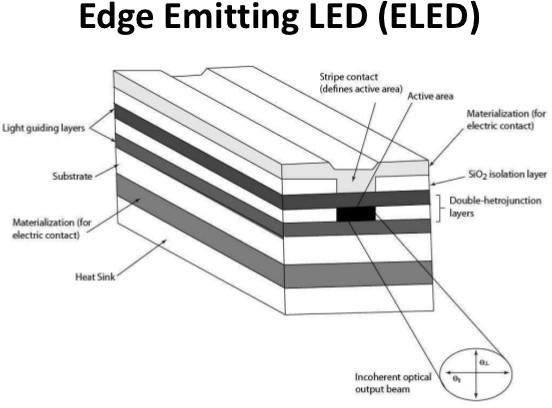 Edge Emitting LED (ELED)
Stripe contact
(defines active area)
Active area
Materialization (for
electric contact)
Light guiding layers
SiO₂ isolation layer
Substrate
Double-hetrojunction
layers
Materialization (for
electric contact)
Heat Sink
Incoherent optical
output beam
θ⊥
θ∥